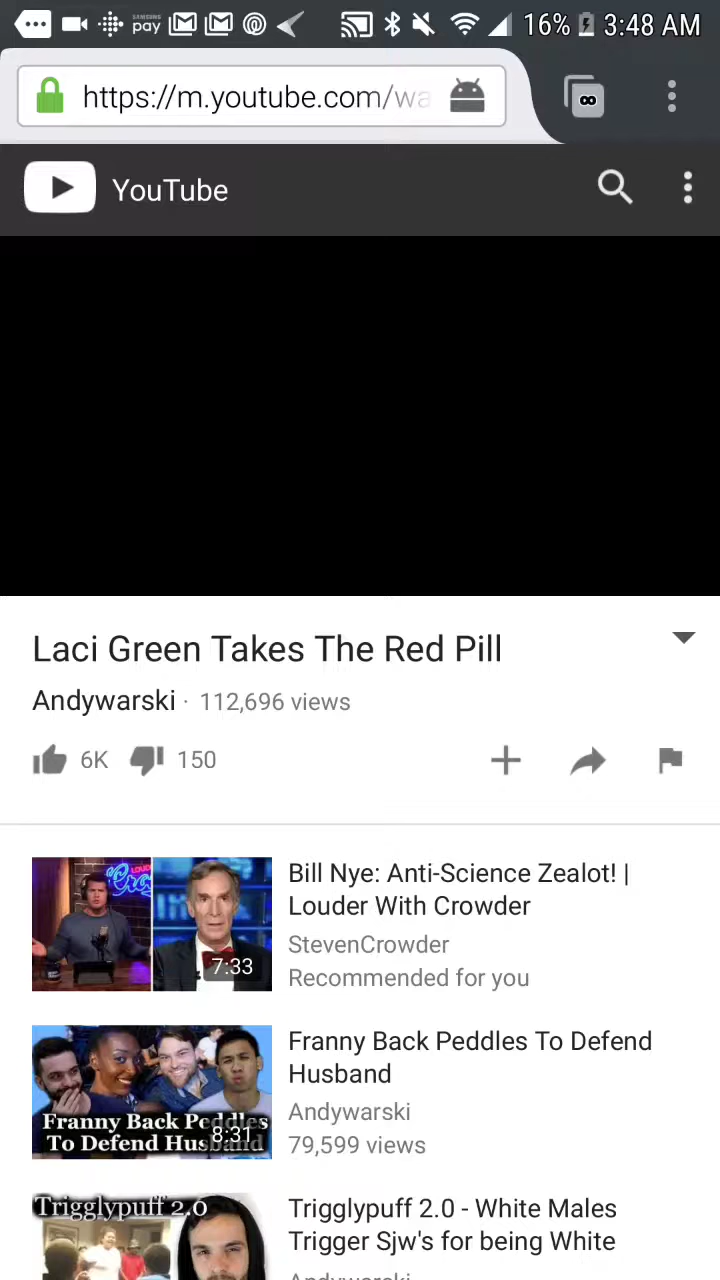 SAMSUNG
pay
16% 3:48 AM
https://m.youtube.com/wa
YouTube
Laci Green Takes The Red Pill
Andywarski · 112,696 views
6K 150
Bill Nye: Anti-Science Zealot! |
Louder With Crowder
StevenCrowder
Recommended for you
7:33
Franny Back Peddles To Defend
Husband
Andywarski
79,599 views
Franny Back Peddles
To Defend Husband
8:31
Trigglypuff 2.0
Trigglypuff 2.0 - White Males
Trigger Sjw's for being White
Andywarski